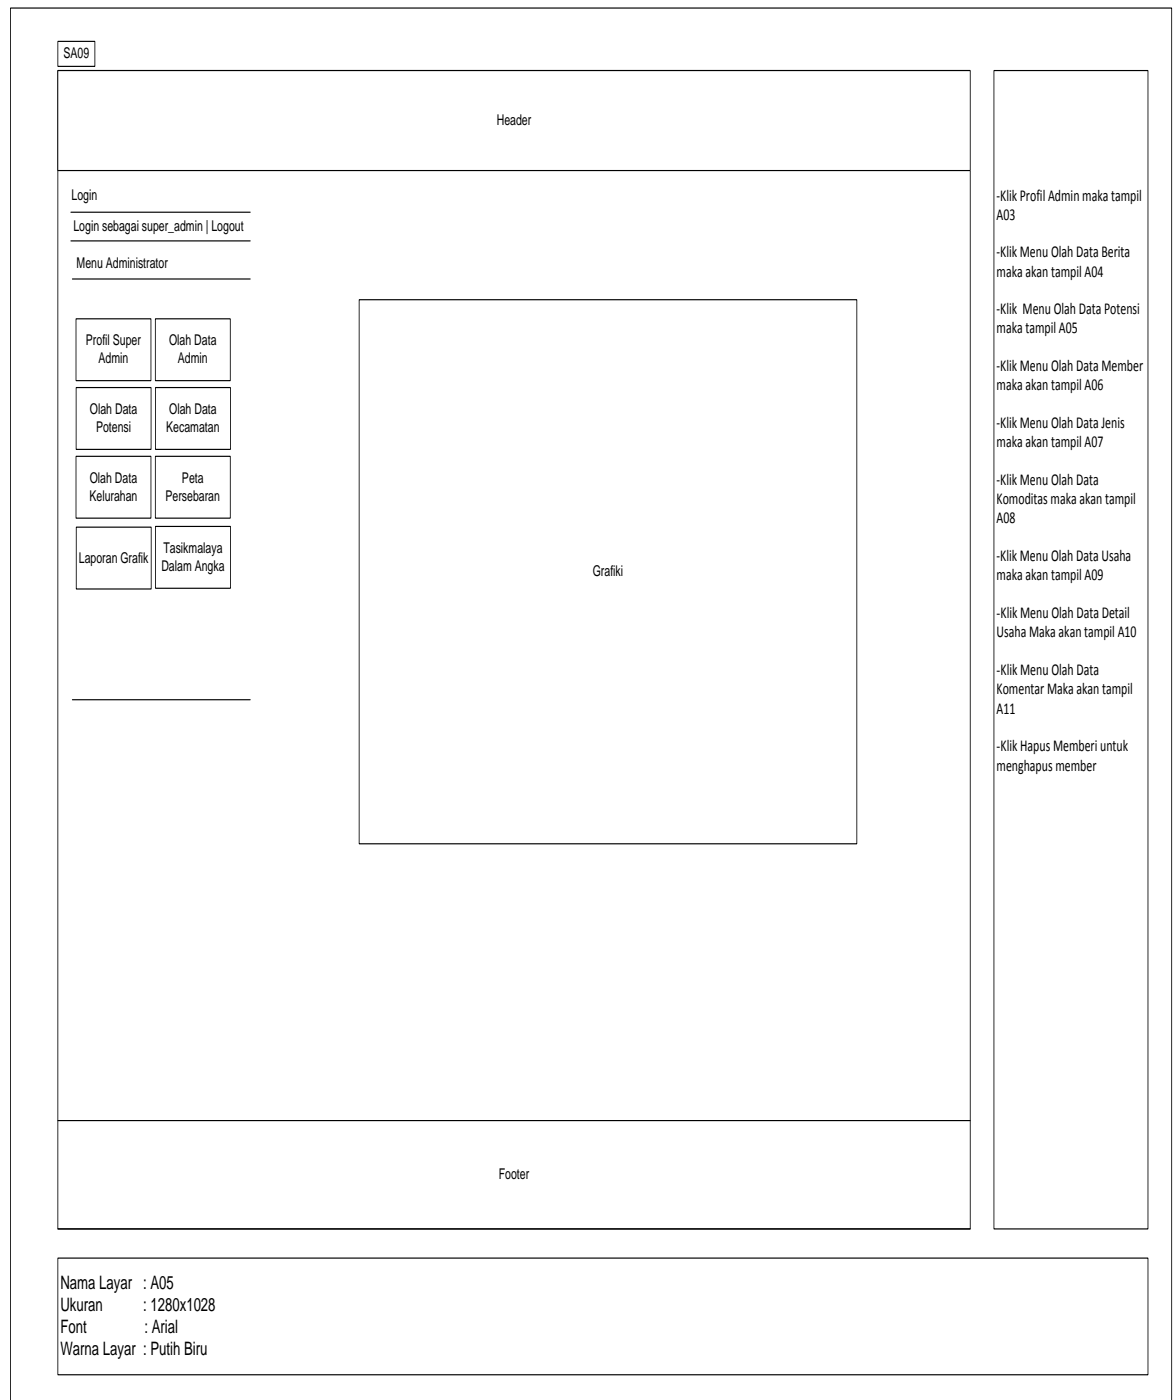 SA09
Header
Login
Login sebagai super_admin | Logout
Menu Administrator
Profil Super
Admin
Olah Data
Admin
Olah Data
Potensi
Olah Data
Kecamatan
Olah Data
Kelurahan
Peta
Persebaran
Laporan Grafik
Tasikmalaya
Dalam Angka
Grafiki
Footer
-Klik Profil Admin maka tampil
A03
-Klik Menu Olah Data Berita
maka akan tampil A04
-Klik  Menu Olah Data Potensi
maka tampil A05
-Klik Menu Olah Data Member
maka akan tampil A06
-Klik Menu Olah Data Jenis
maka akan tampil A07
-Klik Menu Olah Data
Komoditas maka akan tampil
A08
-Klik Menu Olah Data Usaha
maka akan tampil A09
-Klik Menu Olah Data Detail
Usaha Maka akan tampil A10
-Klik Menu Olah Data
Komentar Maka akan tampil
A11
-Klik Hapus Memberi untuk
menghapus member
Nama Layar : A05
Ukuran : 1280x1028
Font : Arial
Warna Layar : Putih Biru